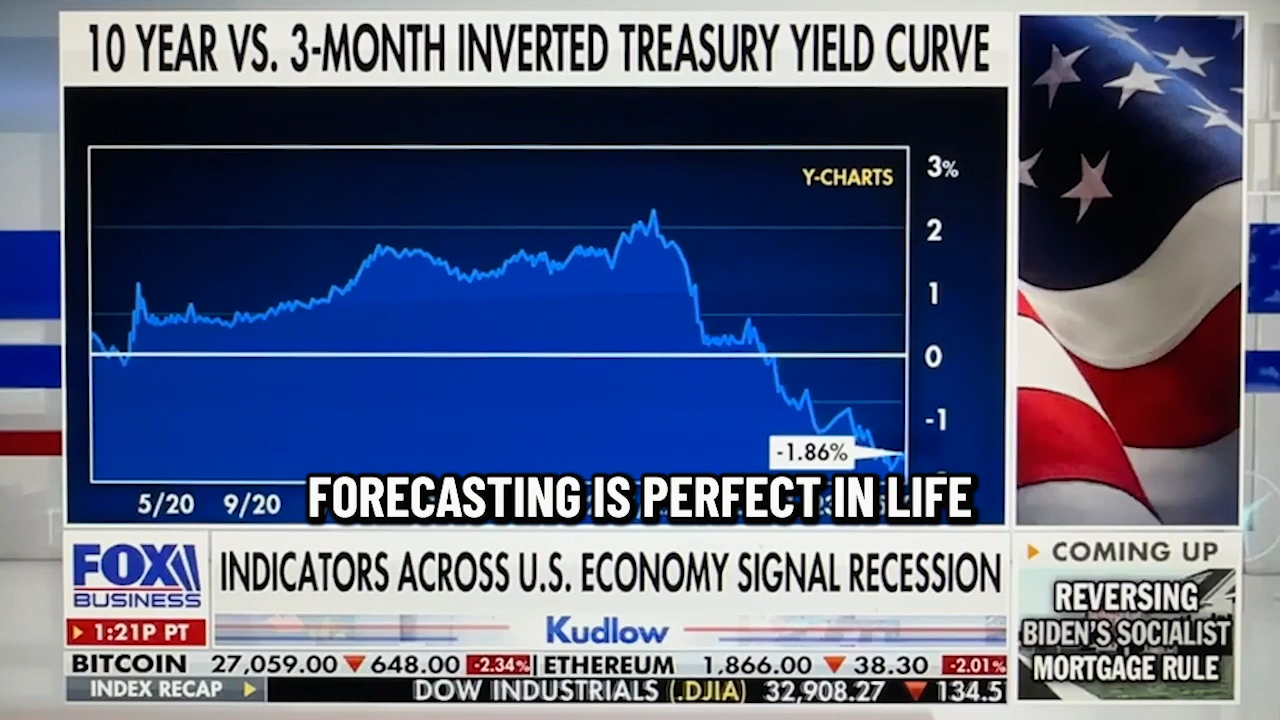 10 YEAR VS. 3-MONTH INVERTED TREASURY YIELD CURVE
Y-CHARTS
3%
2
1
0
-1
-1.86%
5/20 9/20
FORECASTING IS PERFECT IN LIFE
FOX
BUSINESS
INDICATORS ACROSS U.S. ECONOMY SIGNAL RECESSION
1:21P PT
Kudlow
COMING UP
REVERSING
BIDEN'S SOCIALIST
MORTGAGE RULE
BITCOIN 27,059.00 648.00 -2.34% ETHEREUM 1,866.00 38.30 -2.01%
INDEX RECAP DOW INDUSTRIALS (.DJIA) 32,908.27 134.5